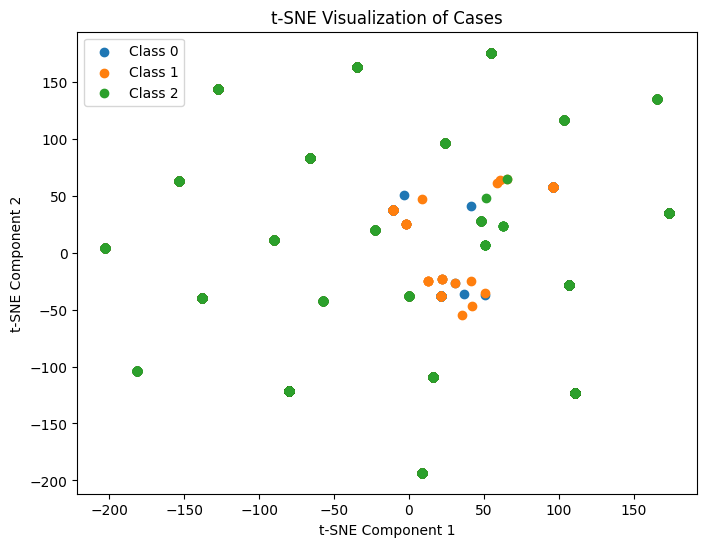 t-SNE Visualization of Cases
Class 0
Class 1
Class 2
150
100
50
0
−50
−100
−150
−200
t-SNE Component 2
−200
−150
−100
−50
0
50
100
150
t-SNE Component 1